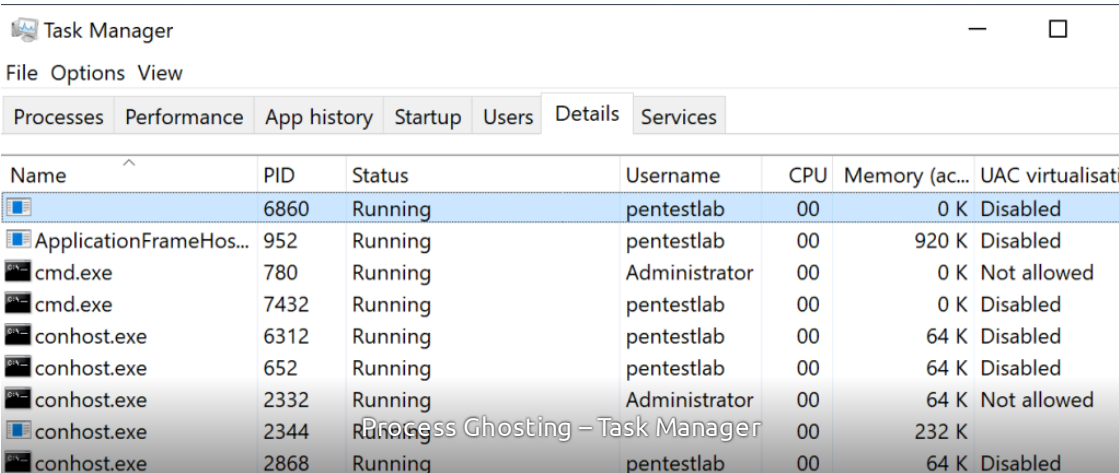 Task Manager
File Options View
Processes Performance App history Startup Users Details Services
Name PID Status Username CPU Memory (ac... UAC virtualisati
6860 Running pentestlab 00 0 K Disabled
ApplicationFrameHos... 952 Running pentestlab 00 920 K Disabled
cmd.exe 780 Running Administrator 00 0 K Not allowed
cmd.exe 7432 Running pentestlab 00 0 K Disabled
conhost.exe 6312 Running pentestlab 00 64 K Disabled
conhost.exe 652 Running pentestlab 00 64 K Disabled
conhost.exe 2332 Running Administrator 00 64 K Not allowed
conhost.exe 2344 Running 00 232 K
Process Ghosting – Task Manager
conhost.exe 2868 Running pentestlab 00 64 K Disabled